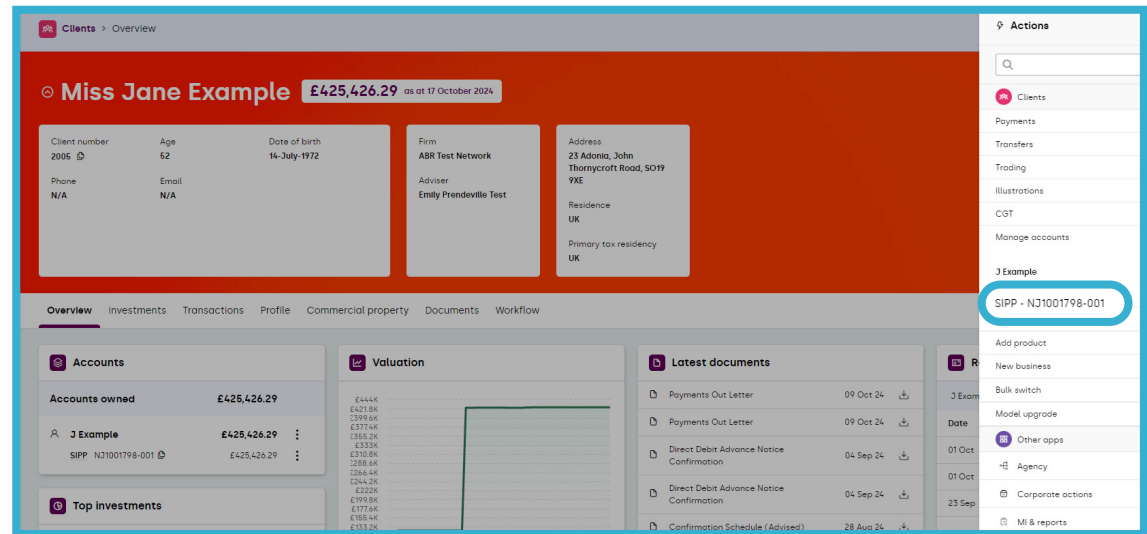 Clients > Overview
Miss Jane Example £425,426.29 as at 17 October 2024
Client number Age Date of birth
2005 52 14-July-1972
Phone Email
N/A N/A
Firm
ABR Test Network
Adviser
Emily Prendeville Test
Address
23 Adonia, John
Thornycroft Road, SO19
9XE
Residence
UK
Primary tax residency
UK
Overview Investments Transactions Profile Commercial property Documents Workflow
Accounts
Accounts owned £425,426.29
J Example £425,426.29
SIPP NJ1001798-001 £425,426.29
Top investments
Valuation
£444K
£421.8K
£399.6K
£377.4K
£355.2K
£333K
£310.8K
£288.6K
£266.4K
£244.2K
£222K
£199.8K
£177.6K
£155.4K
£133.2K
Latest documents
Payments Out Letter 09 Oct 24
Payments Out Letter 09 Oct 24
Direct Debit Advance Notice
Confirmation 04 Sep 24
Direct Debit Advance Notice
Confirmation 04 Sep 24
Confirmation Schedule (Advised) 28 Aug 24
R
J Exam
Date
01 Oct
01 Oct
23 Sep
Actions
Clients
Payments
Transfers
Trading
Illustrations
CGT
Manage accounts
J Example
SIPP - NJ1001798-001
Add product
New business
Bulk switch
Model upgrade
Other apps
Agency
Corporate actions
MI & reports